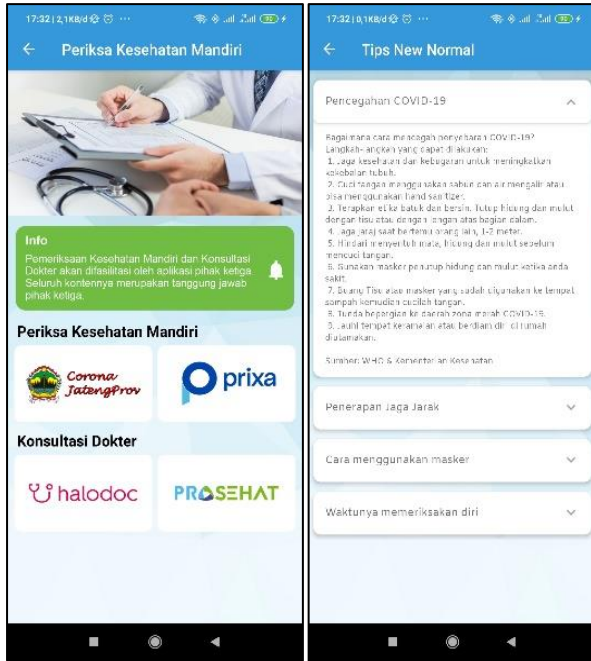 17:32 | 2,1KB/d
Periksa Kesehatan Mandiri
Info
Pemeriksaan Kesehatan Mandiri dan Konsultasi
Dokter akan difasilitasi oleh aplikasi pihak ketiga.
Seluruh kontennya merupakan tanggung jawab
pihak ketiga.
Periksa Kesehatan Mandiri
Corona
JatengProv
prixa
Konsultasi Dokter
halodoc
PROSEHAT
17:32 | 0,1KB/d
Tips New Normal
Pencegahan COVID-19
Bagaimana cara mencegah penyebaran COVID-19?
Langkah-langkah yang dapat dilakukan:
1. Jaga kesehatan dan kebugaran untuk meningkatkan
kekebalan tubuh.
2. Cuci tangan menggunakan sabun dan air mengalir atau
bisa menggunakan hand sanitizer.
3. Terapkan etika batuk dan bersin. Tutup hidung dan mulut
dengan tisu atau dengan lengan atas bagian dalam.
4. Jaga jarak saat bertemu orang lain, 1-2 meter.
5. Hindari menyentuh mata, hidung dan mulut sebelum
mencuci tangan.
6. Gunakan masker penutup hidung dan mulut ketika anda
sakit.
7. Buang Tisu atau masker yang sudah digunakan ke tempat
sampah kemudian cucilah tangan.
8. Tunda bepergian ke daerah zona merah COVID-19.
9. Jauhi tempat keramaian atau berdiam diri di rumah
diutamakan.
Sumber: WHO & Kementerian Kesehatan
Penerapan Jaga Jarak
Cara menggunakan masker
Waktunya memeriksakan diri